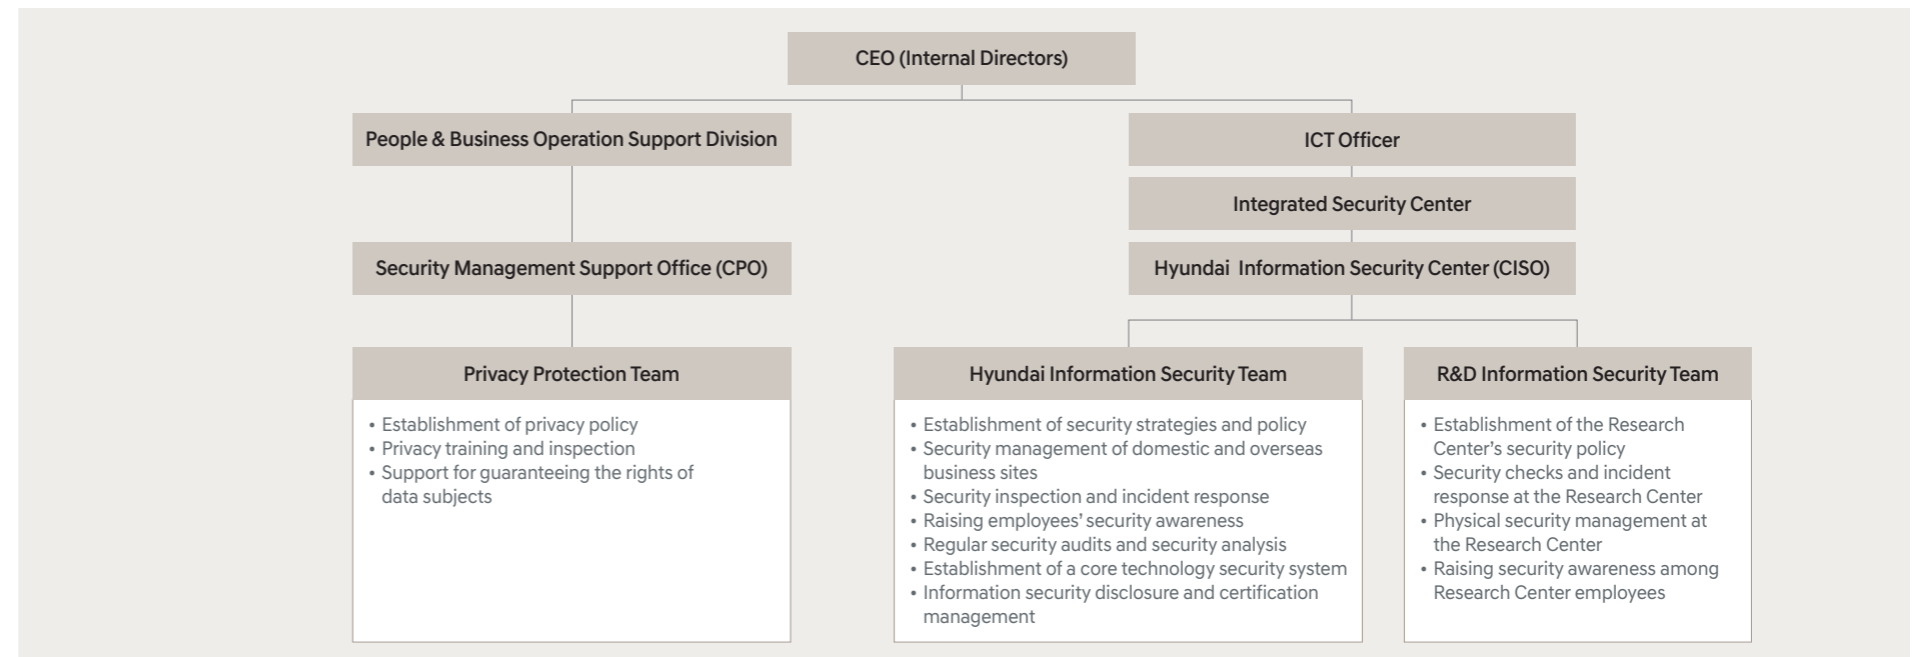 CEO (Internal Directors)
People & Business Operation Support Division
ICT Officer
Integrated Security Center
Security Management Support Office (CPO)
Hyundai Information Security Center (CISO)
Privacy Protection Team
• Establishment of privacy policy
• Privacy training and inspection
• Support for guaranteeing the rights of
data subjects
Hyundai Information Security Team
• Establishment of security strategies and policy
• Security management of domestic and overseas
business sites
• Security inspection and incident response
• Raising employees’ security awareness
• Regular security audits and security analysis
• Establishment of a core technology security system
• Information security disclosure and certification
management
R&D Information Security Team
• Establishment of the Research
Center’s security policy
• Security checks and incident
response at the Research Center
• Physical security management at
the Research Center
• Raising security awareness among
Research Center employees